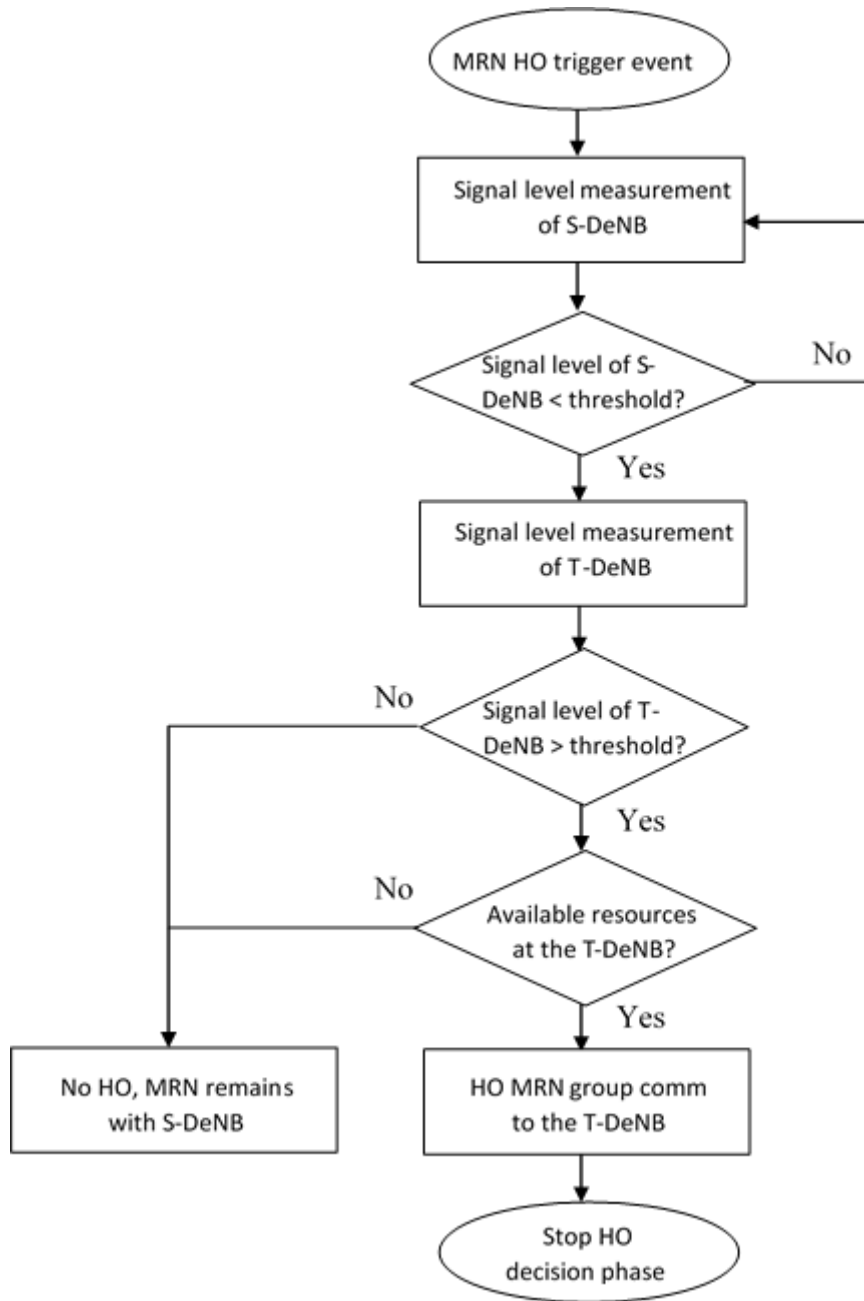 MRN HO trigger event
Signal level measurement
of S-DeNB
Signal level of S-
DeNB < threshold?
No
Yes
Signal level measurement
of T-DeNB
No
Signal level of T-
DeNB > threshold?
Yes
No
Available resources
at the T-DeNB?
Yes
No HO, MRN remains
with S-DeNB
HO MRN group comm
to the T-DeNB
Stop HO
decision phase